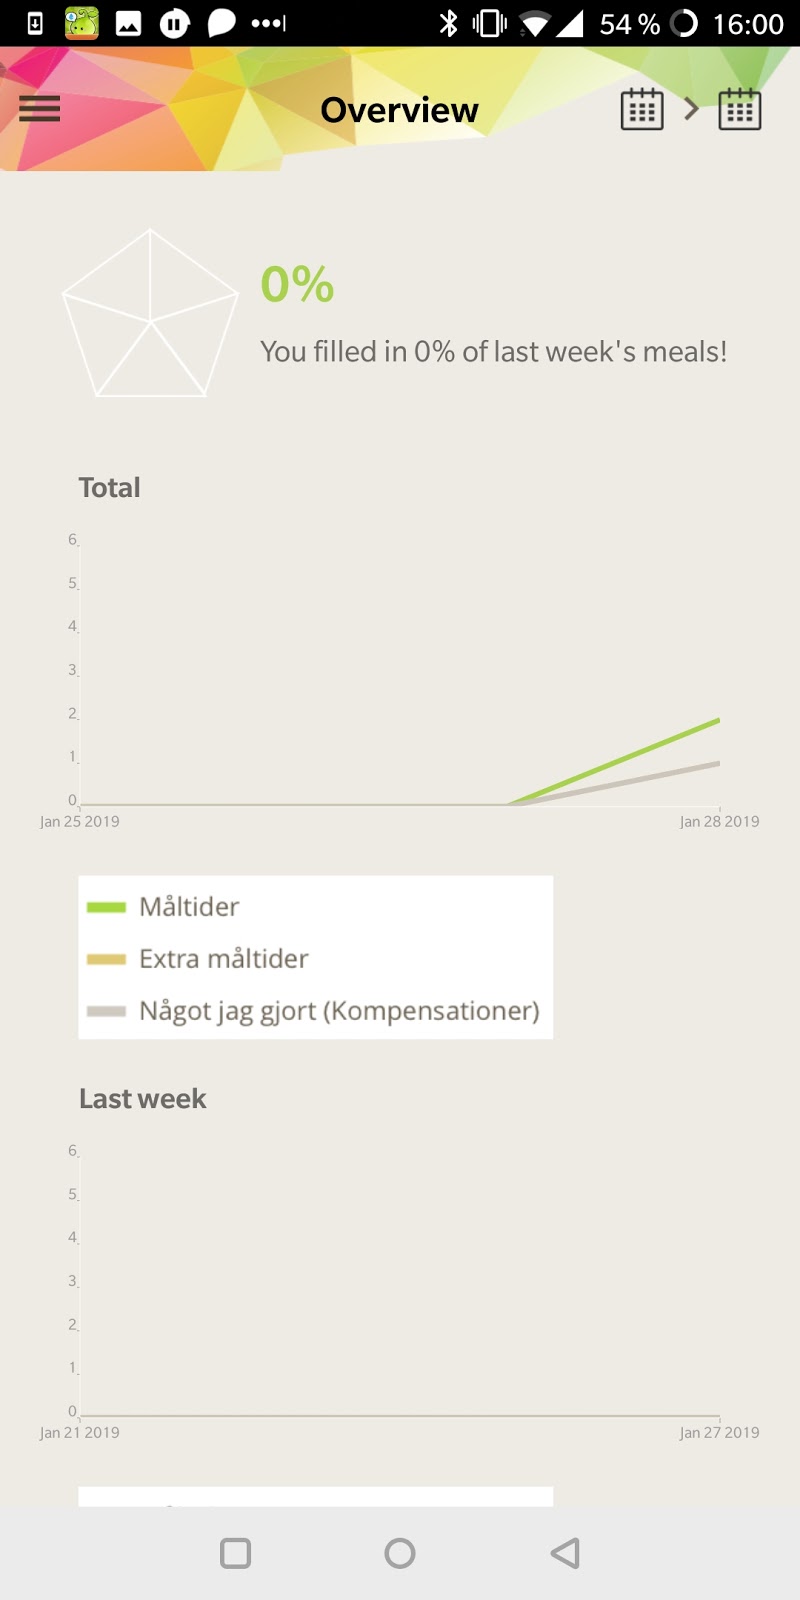 54 % 16:00
Overview
0%
You filled in 0% of last week's meals!
Total
6
5
4
3
2
1
0
Jan 25 2019 Jan 28 2019
Måltider
Extra måltider
Något jag gjort (Kompensationer)
Last week
6
5
4
3
2
1
0
Jan 21 2019 Jan 27 2019